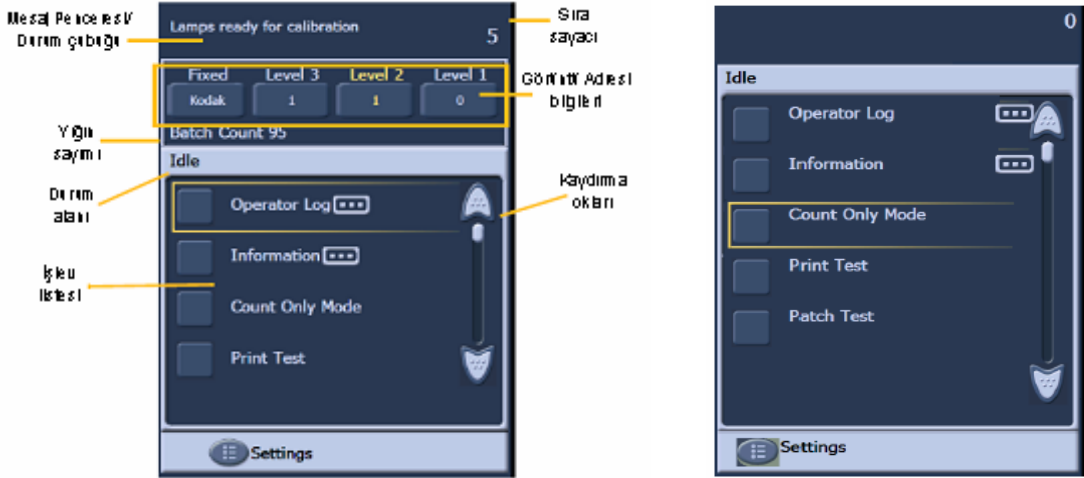 Mesaj Penceresi/
Durum çubuğu
Lamps ready for calibration
5
Sıra
sayacı
Fixed Level 3 Level 2 Level 1
Kodak 1 1 0
Görüntü Adresi
bilgileri
Yığın
sayımı
Batch Count 95
Idle
Durum
alanı
Operator Log
Kaydırma
okları
Information
İşlev
listesi
Count Only Mode
Print Test
Settings
0
Idle
Operator Log
Information
Count Only Mode
Print Test
Patch Test
Settings